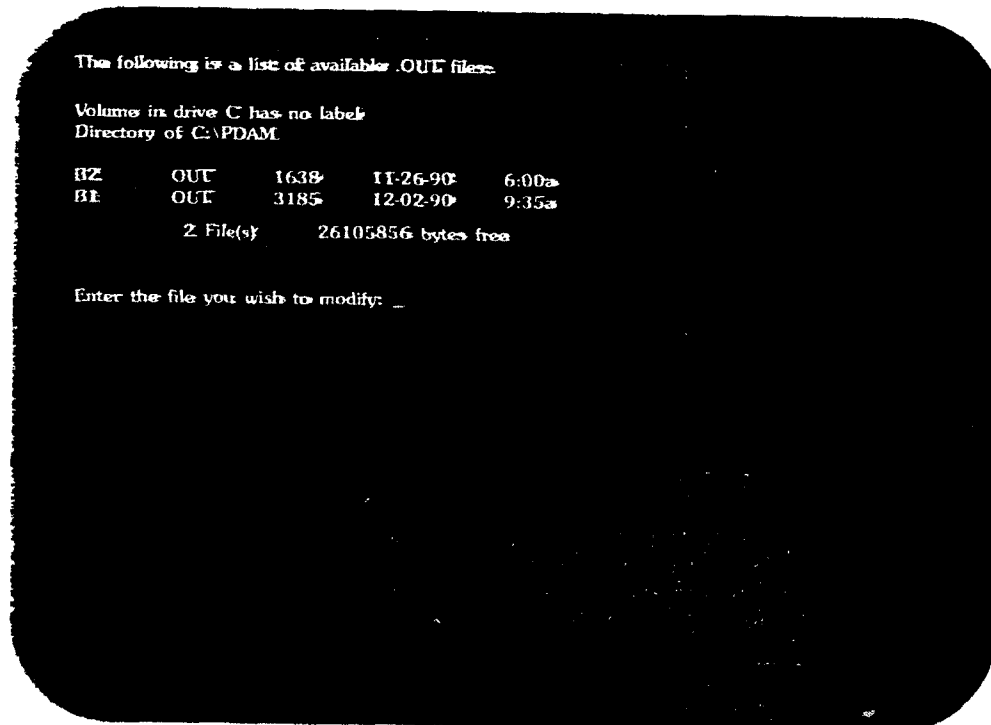 The following is a list of available .OUT files:
Volume in drive C has no label
Directory of C:\PDAM
B2 OUT 1638 11-26-90 6:00a
B1 OUT 3185 12-02-90 9:35a
2 File(s) 26105856 bytes free
Enter the file you wish to modify: _